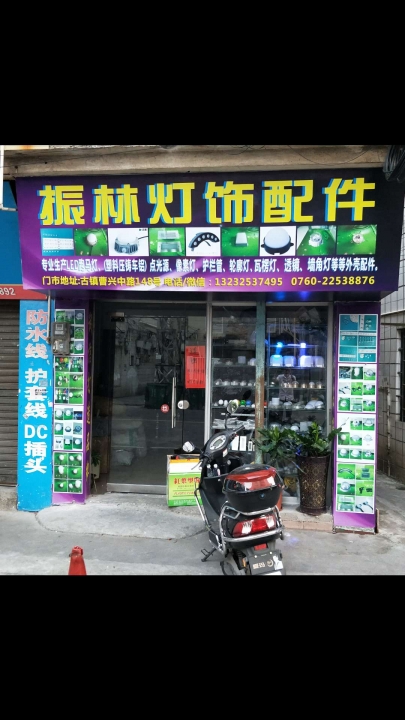 振林灯饰配件
专业生产LED跑马灯、(塑料压铸车铝)点光源、像素灯、护栏管、轮廓灯、瓦楞灯、透镜、墙角灯等等外壳配件。
门市地址:古镇曹兴中路148号 电话/微信:13232537495 0760-22538876
892
防水线、护套线 DC插头